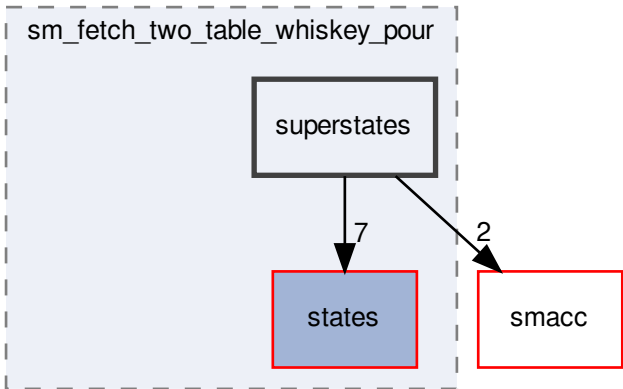 sm_fetch_two_table_whiskey_pour
superstates
7
2
states
smacc